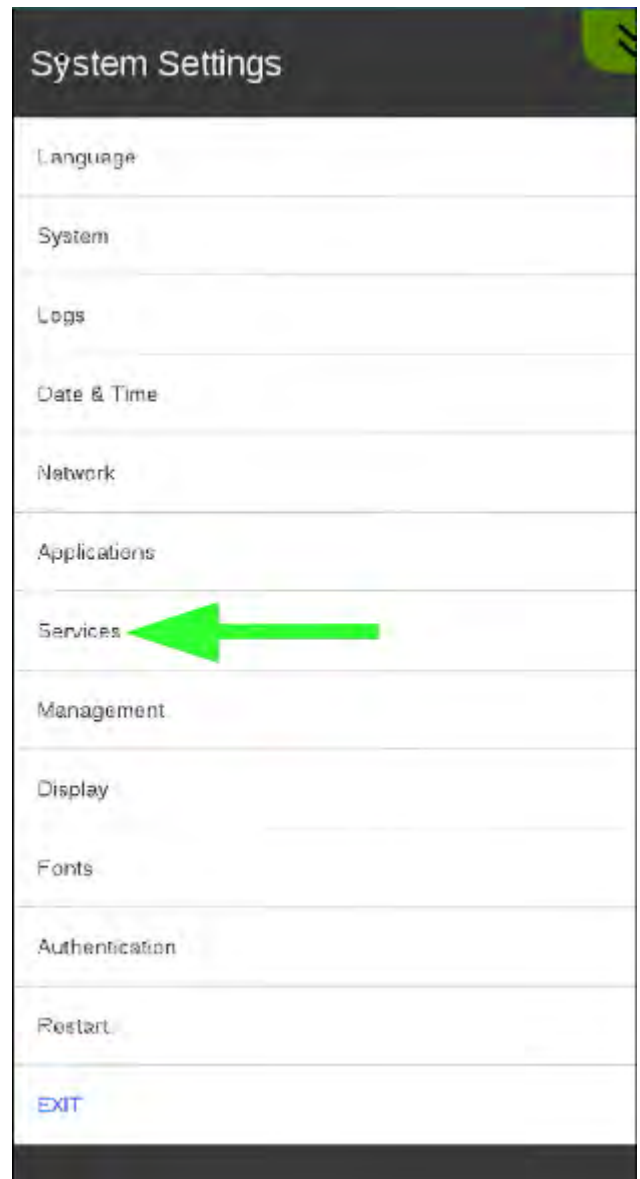 System Settings
Language
System
Logs
Date & Time
Network
Applications
Services
Management
Display
Fonts
Authentication
Restart
EXIT